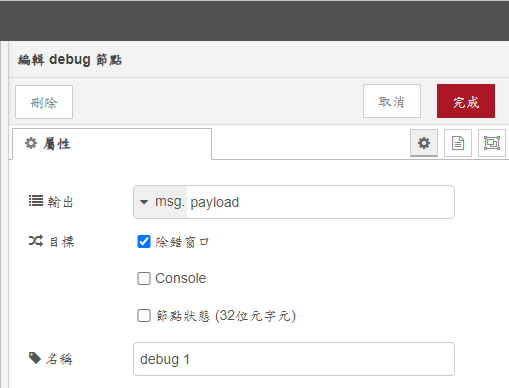 編輯 debug 節點
刪除 取消 完成
屬性
輸出 msg. payload
目標 除錯窗口
Console
節點狀態 (32位元字元)
名稱 debug 1